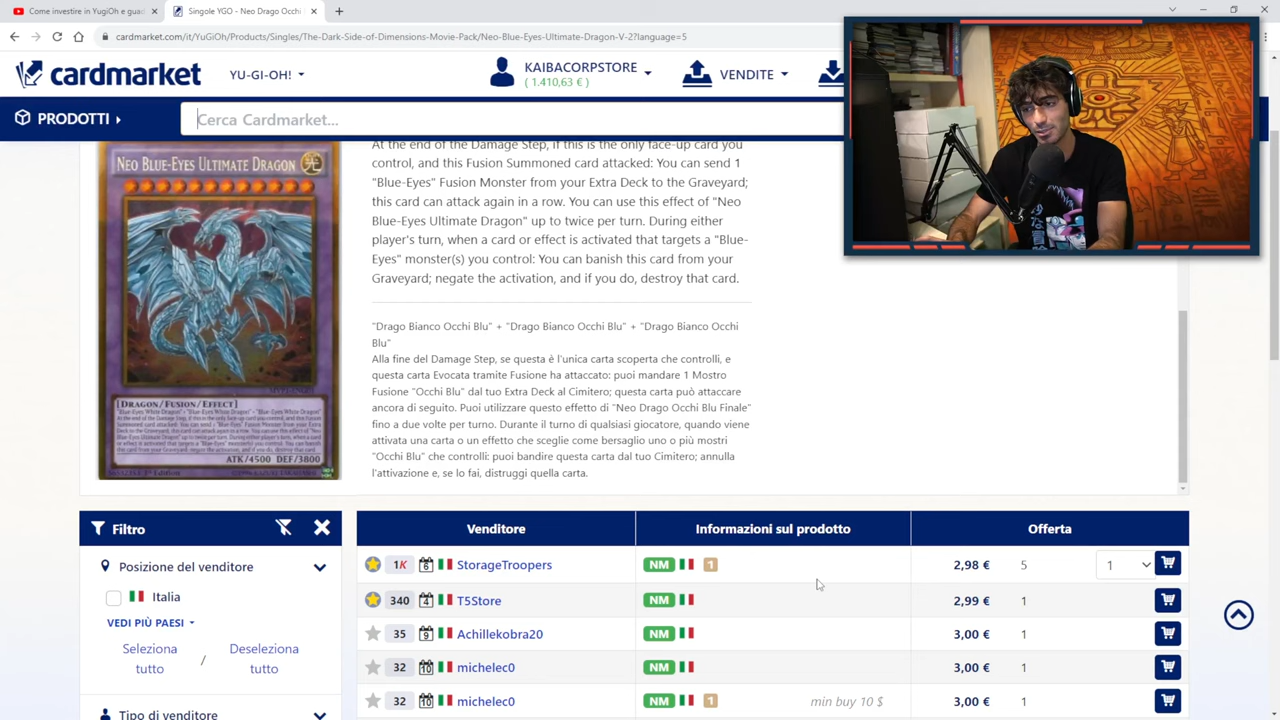 Come investire in YugiOh e guad
Singole YGO - Neo Drago Occhi
cardmarket.com/it/YuGiOh/Products/Singles/The-Dark-Side-of-Dimensions-Movie-Pack/Neo-Blue-Eyes-Ultimate-Dragon-V-2?language=5
cardmarket
YU-GI-OH!
KAIBACORPSTORE
( 1.410,63 € )
VENDITE
PRODOTTI
Cerca Cardmarket...
NEO BLUE-EYES ULTIMATE DRAGON
[DRAGON/FUSION/EFFECT]
ATK/4500 DEF/3800
At the end of the Damage Step, if this is the only face-up card you
control, and this Fusion Summoned card attacked: You can send 1
"Blue-Eyes" Fusion Monster from your Extra Deck to the Graveyard;
this card can attack again in a row. You can use this effect of "Neo
Blue-Eyes Ultimate Dragon" up to twice per turn. During either
player's turn, when a card or effect is activated that targets a "Blue-
Eyes" monster(s) you control: You can banish this card from your
Graveyard; negate the activation, and if you do, destroy that card.
"Drago Bianco Occhi Blu" + "Drago Bianco Occhi Blu" + "Drago Bianco Occhi
Blu"
Alla fine del Damage Step, se questa è l'unica carta scoperta che controlli, e
questa carta Evocata tramite Fusione ha attaccato: puoi mandare 1 Mostro
Fusione "Occhi Blu" dal tuo Extra Deck al Cimitero; questa carta può attaccare
ancora di seguito. Puoi utilizzare questo effetto di "Neo Drago Occhi Blu Finale"
fino a due volte per turno. Durante il turno di qualsiasi giocatore, quando viene
attivata una carta o un effetto che sceglie come bersaglio uno o più mostri
"Occhi Blu" che controlli: puoi bandire questa carta dal tuo Cimitero; annulla
l'attivazione e, se lo fai, distruggi quella carta.
Filtro
Posizione del venditore
Italia
VEDI PIÙ PAESI
Seleziona tutto / Deseleziona tutto
Tipo di venditore
Venditore Informazioni sul prodotto Offerta
1K 6 StorageTroopers NM 1 2,98 € 5 1
340 4 T5Store NM 2,99 € 1
35 9 Achillekobra20 NM 3,00 € 1
32 10 michelec0 NM 3,00 € 1
32 10 michelec0 NM 1 min buy 10 $ 3,00 € 1